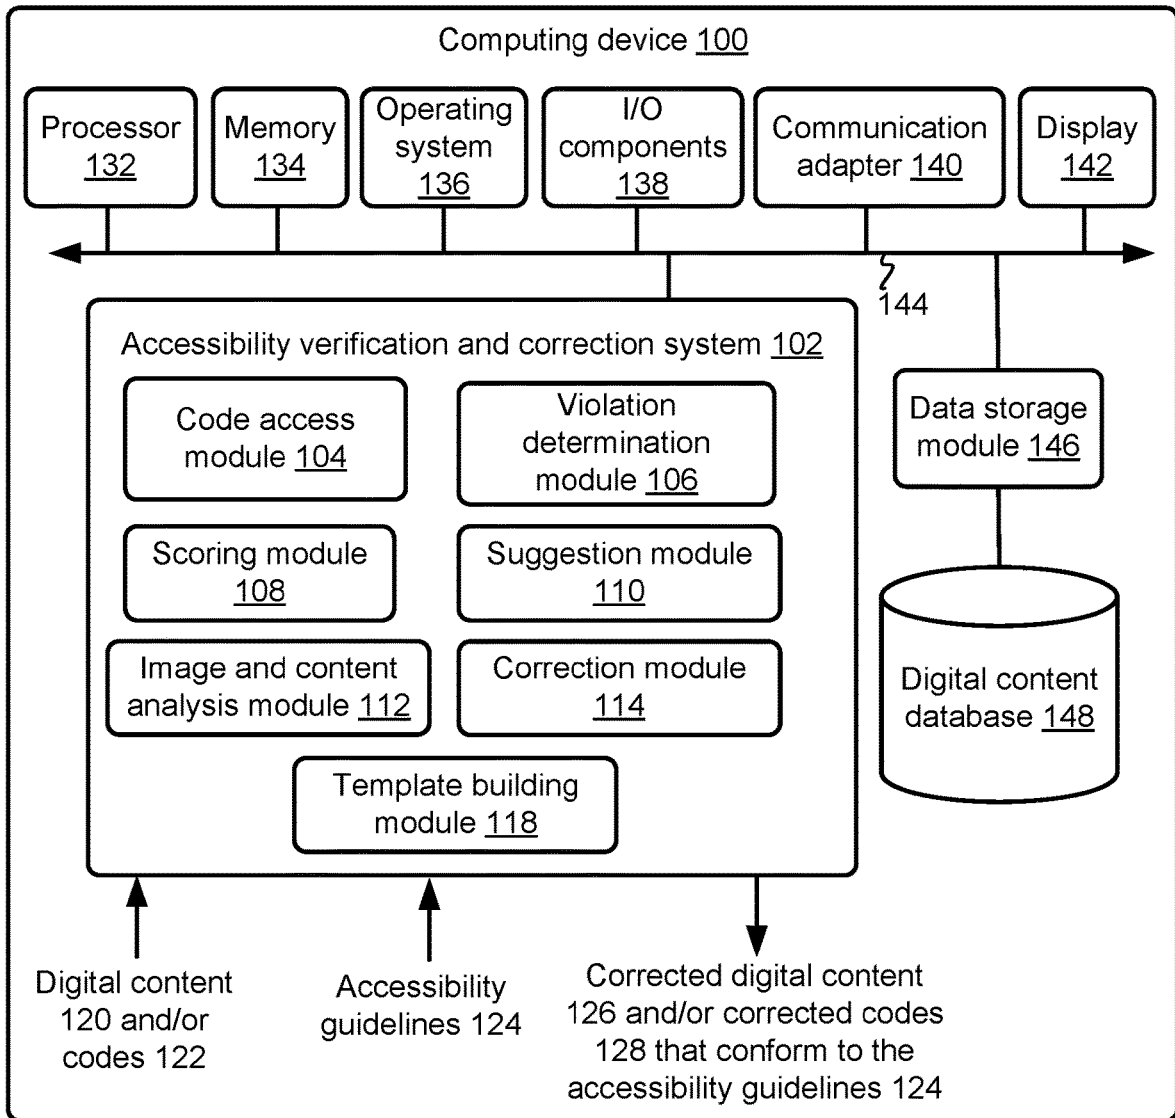 Computing device 100
Processor
132
Memory
134
Operating
system
136
I/O
components
138
Communication
adapter 140
Display
142
144
Accessibility verification and correction system 102
Code access
module 104
Violation
determination
module 106
Data storage
module 146
Scoring module
108
Suggestion module
110
Image and content
analysis module 112
Correction module
114
Digital content
database 148
Template building
module 118
Digital content
120 and/or
codes 122
Accessibility
guidelines 124
Corrected digital content
126 and/or corrected codes
128 that conform to the
accessibility guidelines 124